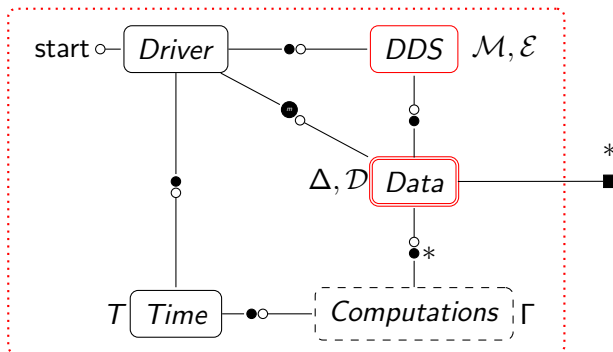 start Driver DDS ℳ, ℰ
m
*
Δ, 𝒟 Data
*
T Time Computations Γ